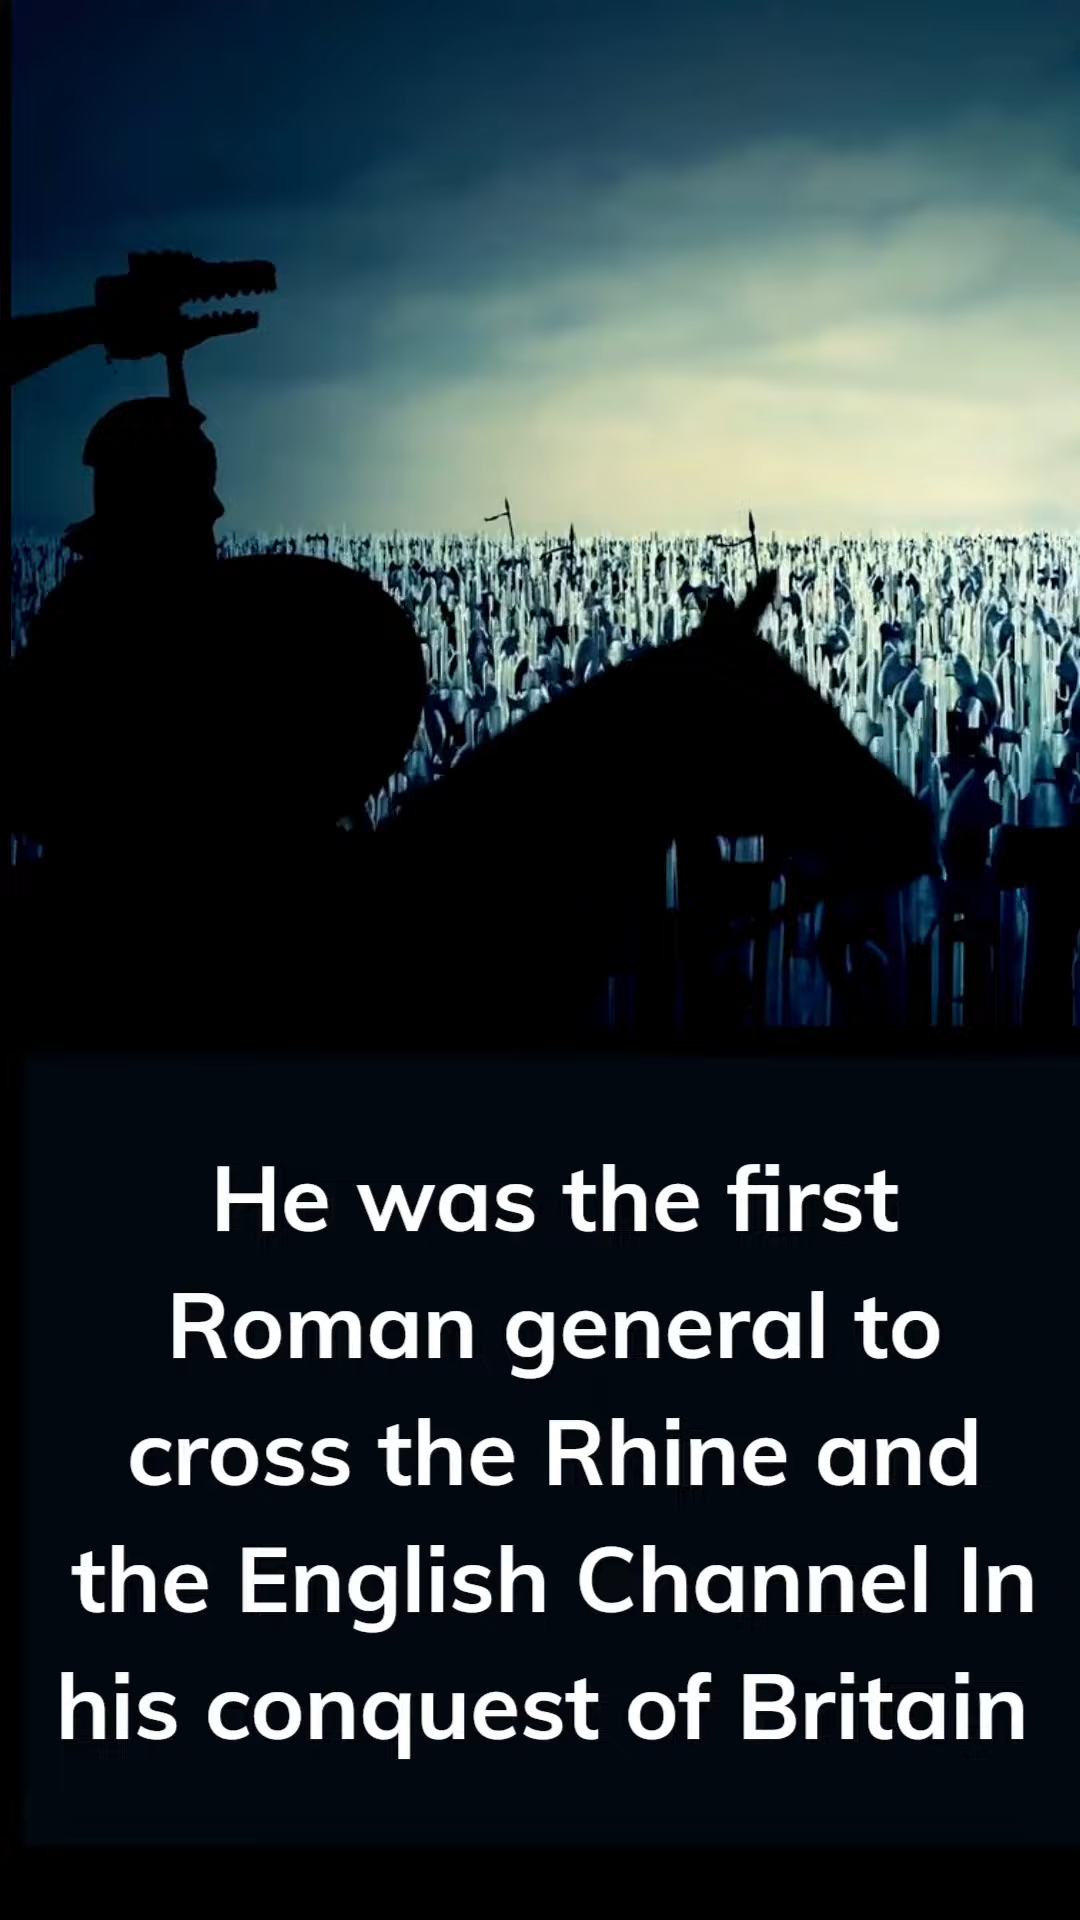 He was the first
Roman general to
cross the Rhine and
the English Channel In
his conquest of Britain